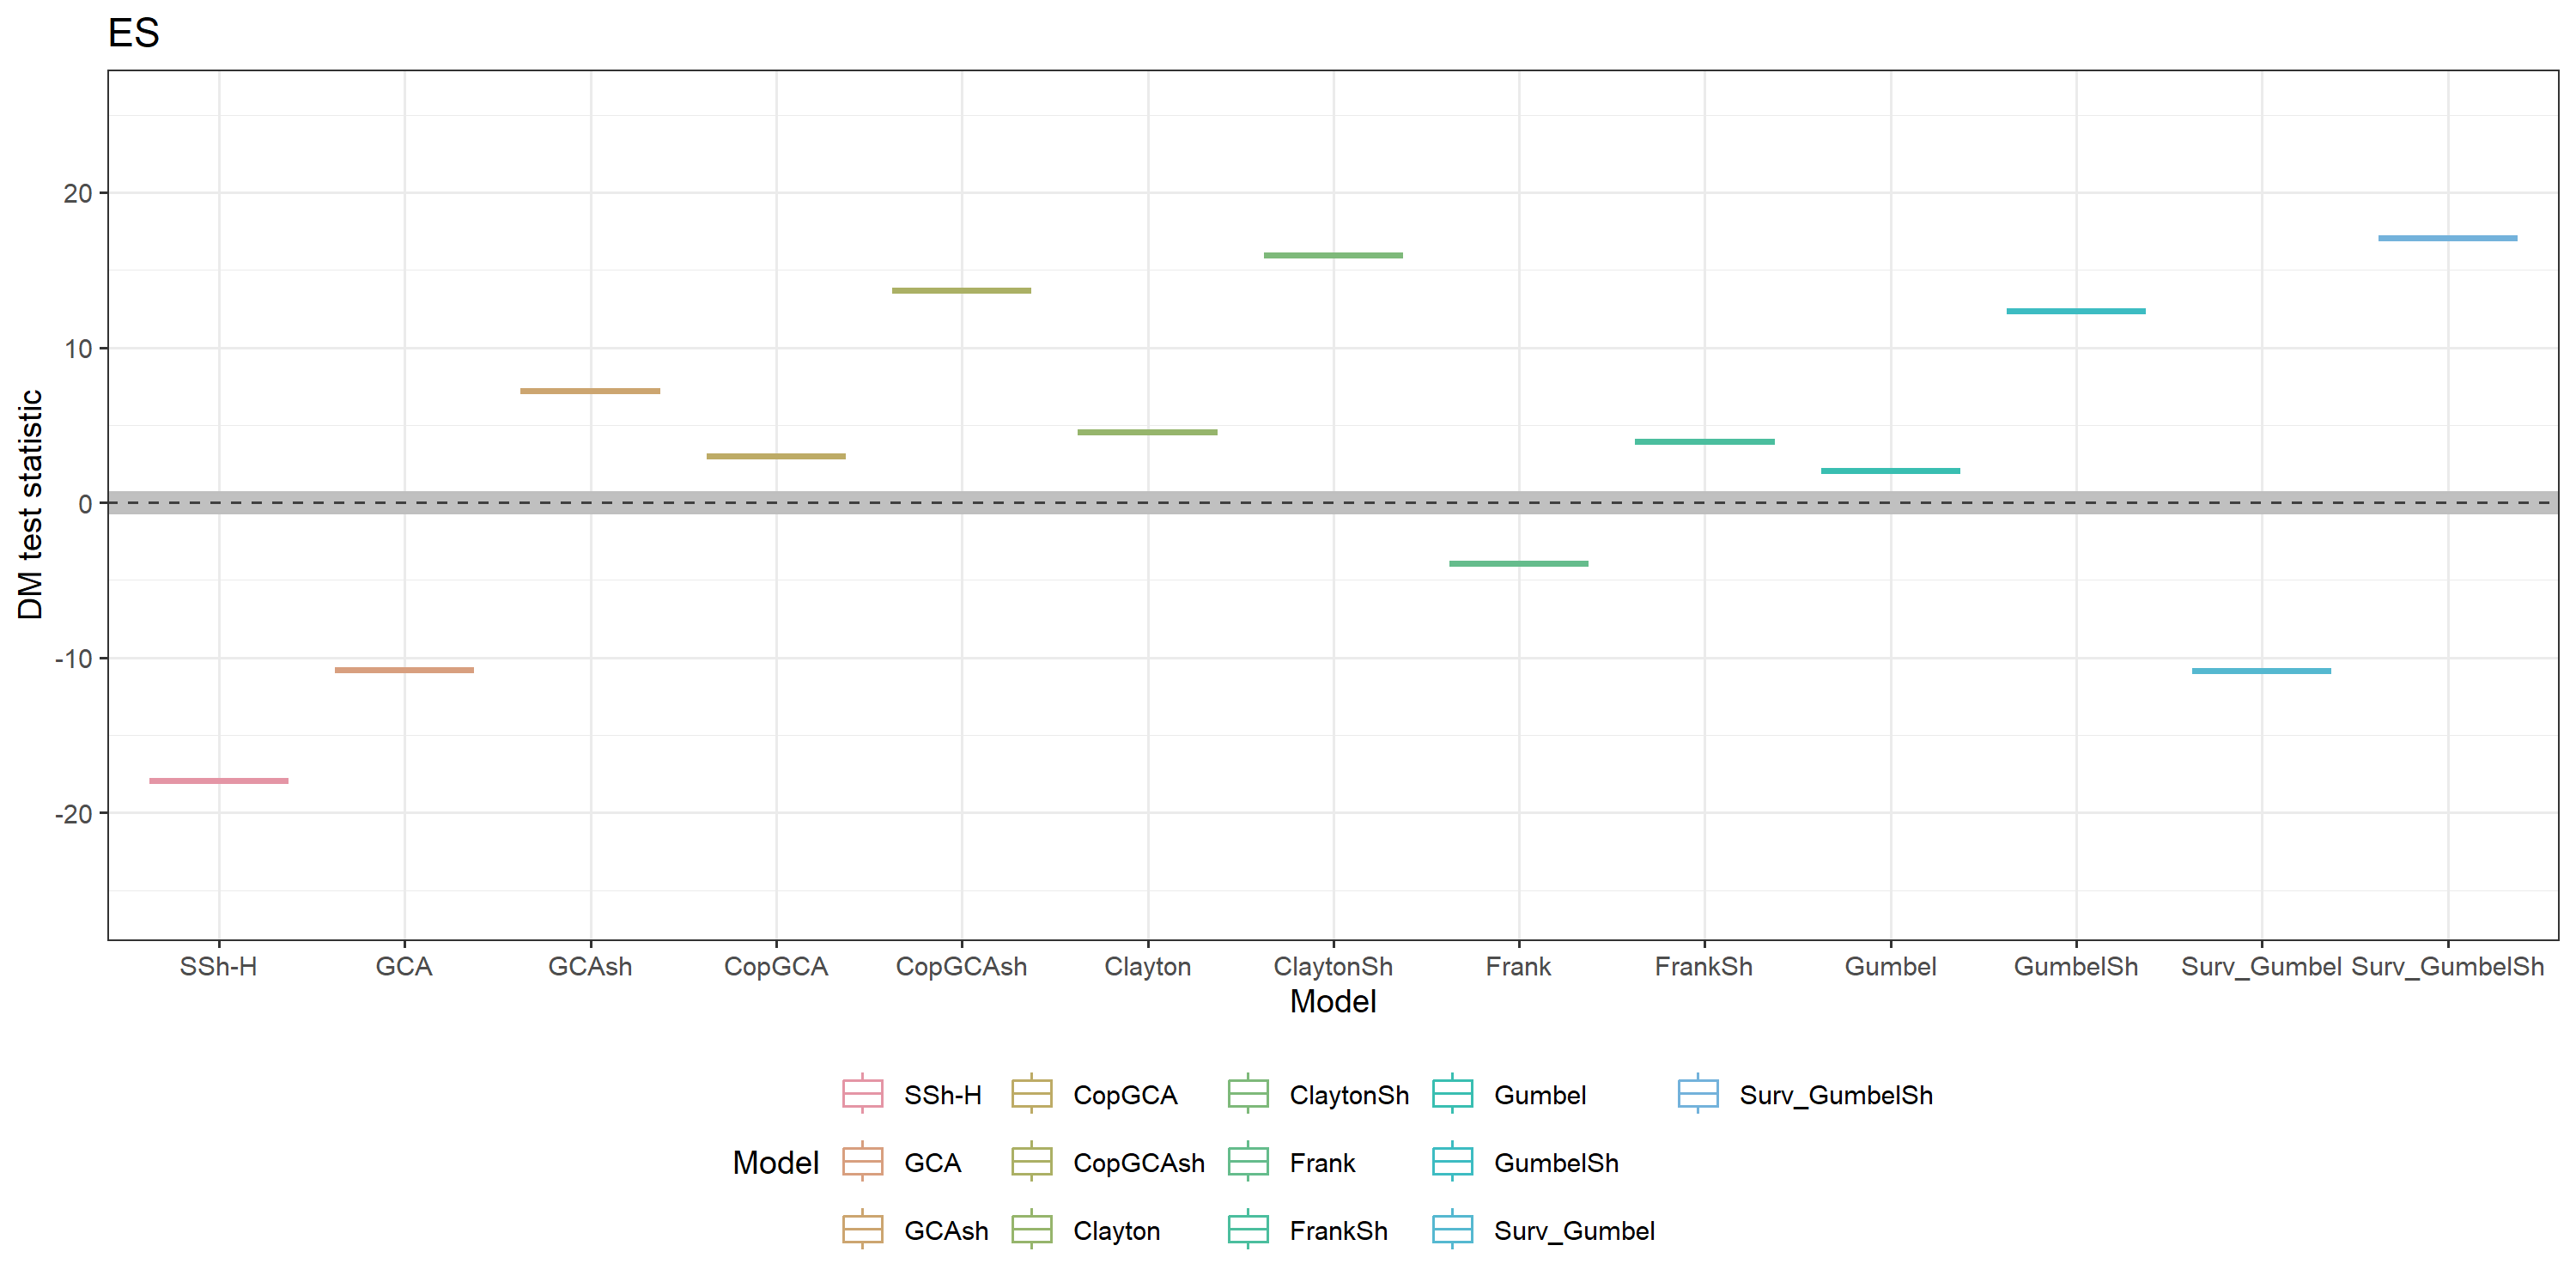 ES
DM test statistic
20
10
0
-10
-20
SSh-H GCA GCAsh CopGCA CopGCAsh Clayton ClaytonSh Frank FrankSh Gumbel GumbelSh Surv_Gumbel Surv_GumbelSh
Model
SSh-H CopGCA ClaytonSh Gumbel Surv_GumbelSh
Model GCA CopGCAsh Frank GumbelSh
GCAsh Clayton FrankSh Surv_Gumbel